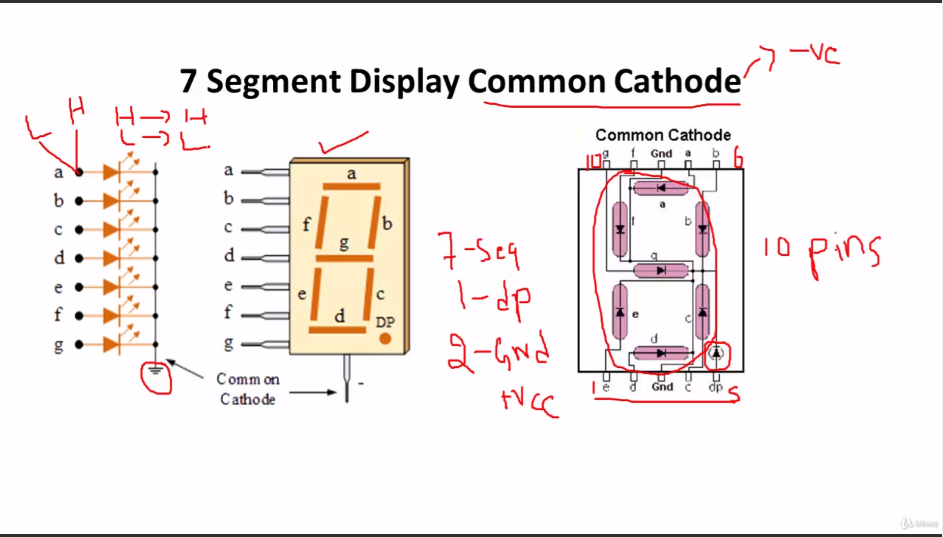 7 Segment Display Common Cathode
→ -VC
H
L
H → H
L → L
a
b
c
d
e
f
g
Common
Cathode
a
b
c
d
e
f
g
a
f
b
g
e
c
d
DP
-
7-Seg
1-dp
2-Gnd
+VCC
Common Cathode
10
g f Gnd a b
6
a
f
b
g
e
c
d
1
e d Gnd c dp
5
10 pins
Udemy